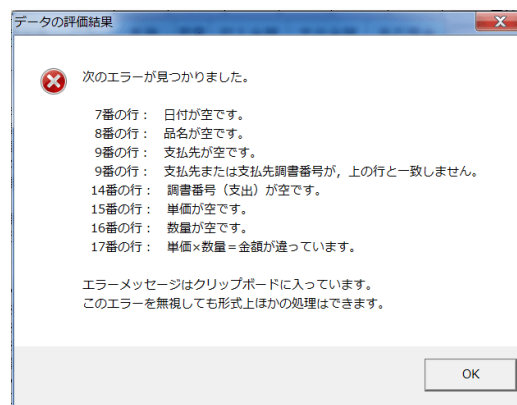 データの評価結果
次のエラーが見つかりました。
7番の行： 日付が空です。
8番の行： 品名が空です。
9番の行： 支払先が空です。
9番の行： 支払先または支払先調書番号が，上の行と一致しません。
14番の行： 調書番号（支出）が空です。
15番の行： 単価が空です。
16番の行： 数量が空です。
17番の行： 単価×数量＝金額が違っています。
エラーメッセージはクリップボードに入っています。
このエラーを無視しても形式上ほかの処理はできます。
OK